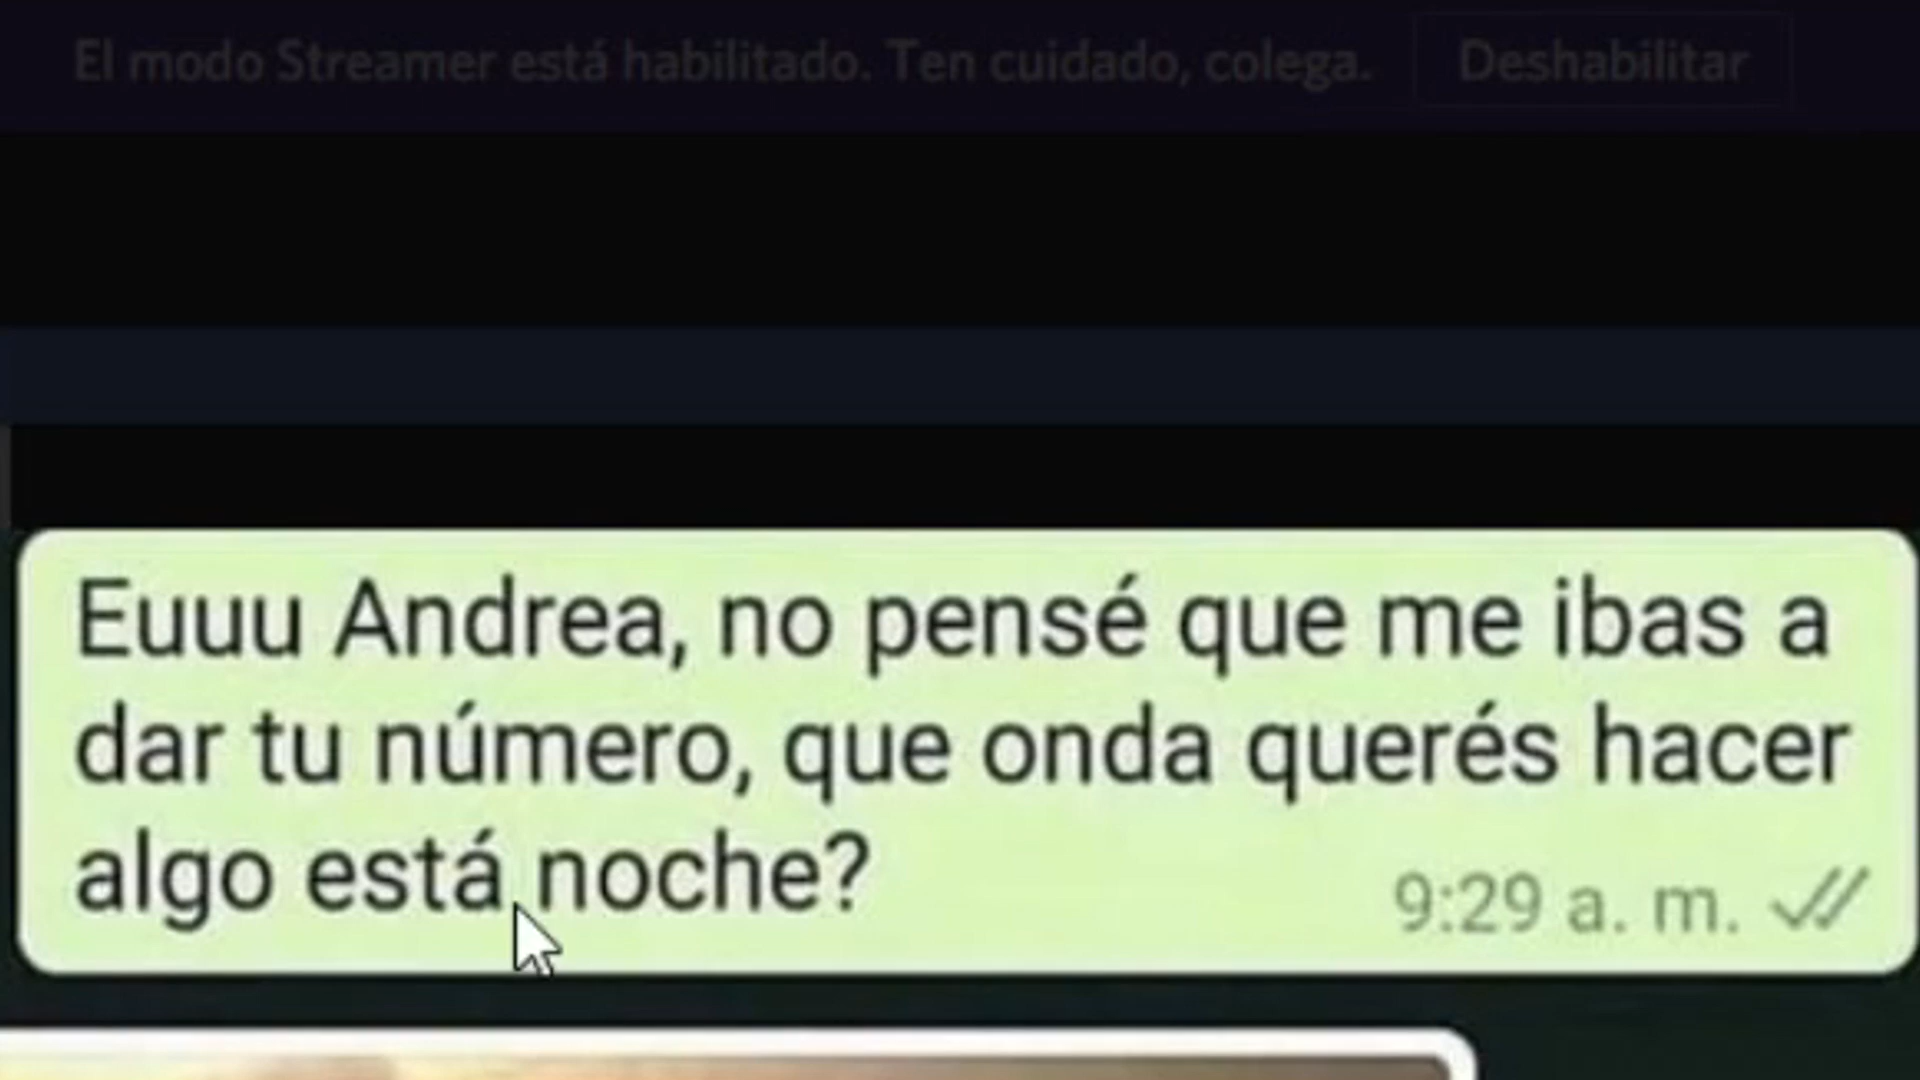 El modo Streamer está habilitado. Ten cuidado, colega. Deshabilitar
Euuu Andrea, no pensé que me ibas a
dar tu número, que onda querés hacer
algo está noche?
9:29 a. m.